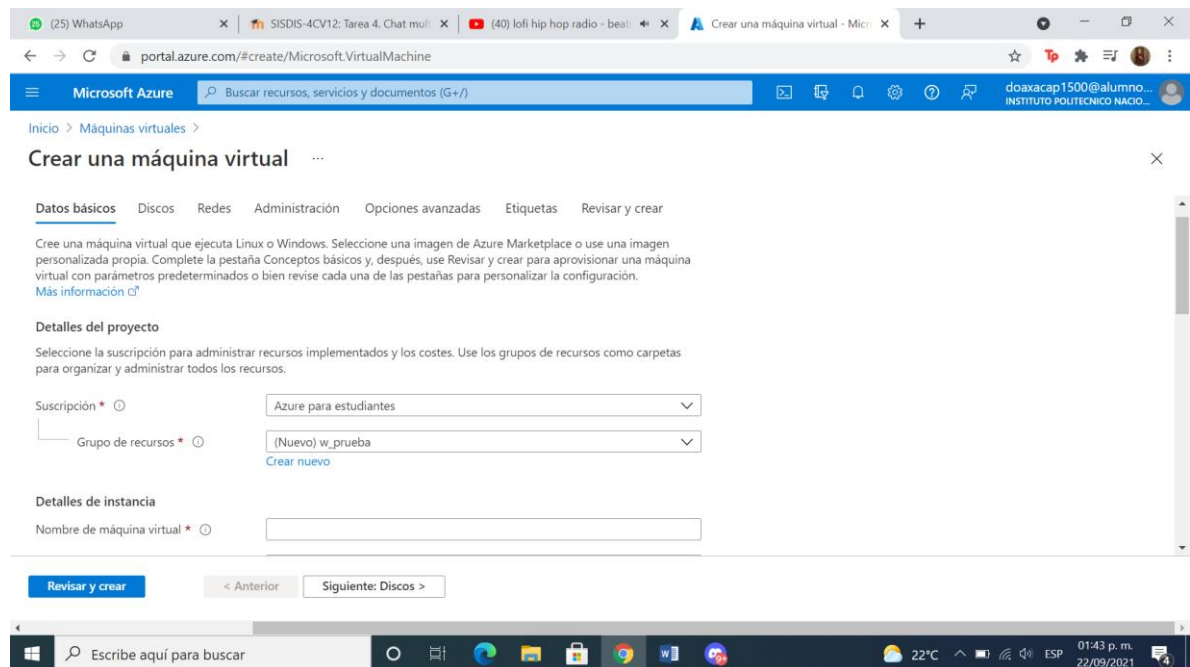 (25) WhatsApp
SISDIS-4CV12: Tarea 4. Chat mult
(40) lofi hip hop radio - beat
Crear una máquina virtual - Micr
portal.azure.com/#create/Microsoft.VirtualMachine
Microsoft Azure
Buscar recursos, servicios y documentos (G+/)
doaxacap1500@alumno...
INSTITUTO POLITECNICO NACIO...
Inicio > Máquinas virtuales >
Crear una máquina virtual ...
Datos básicos Discos Redes Administración Opciones avanzadas Etiquetas Revisar y crear
Cree una máquina virtual que ejecuta Linux o Windows. Seleccione una imagen de Azure Marketplace o use una imagen
personalizada propia. Complete la pestaña Conceptos básicos y, después, use Revisar y crear para aprovisionar una máquina
virtual con parámetros predeterminados o bien revise cada una de las pestañas para personalizar la configuración.
Más información
Detalles del proyecto
Seleccione la suscripción para administrar recursos implementados y los costes. Use los grupos de recursos como carpetas
para organizar y administrar todos los recursos.
Suscripción *
Azure para estudiantes
Grupo de recursos *
(Nuevo) w_prueba
Crear nuevo
Detalles de instancia
Nombre de máquina virtual *
Revisar y crear
< Anterior
Siguiente: Discos >
Escribe aquí para buscar
22°C
ESP
01:43 p. m.
22/09/2021
4